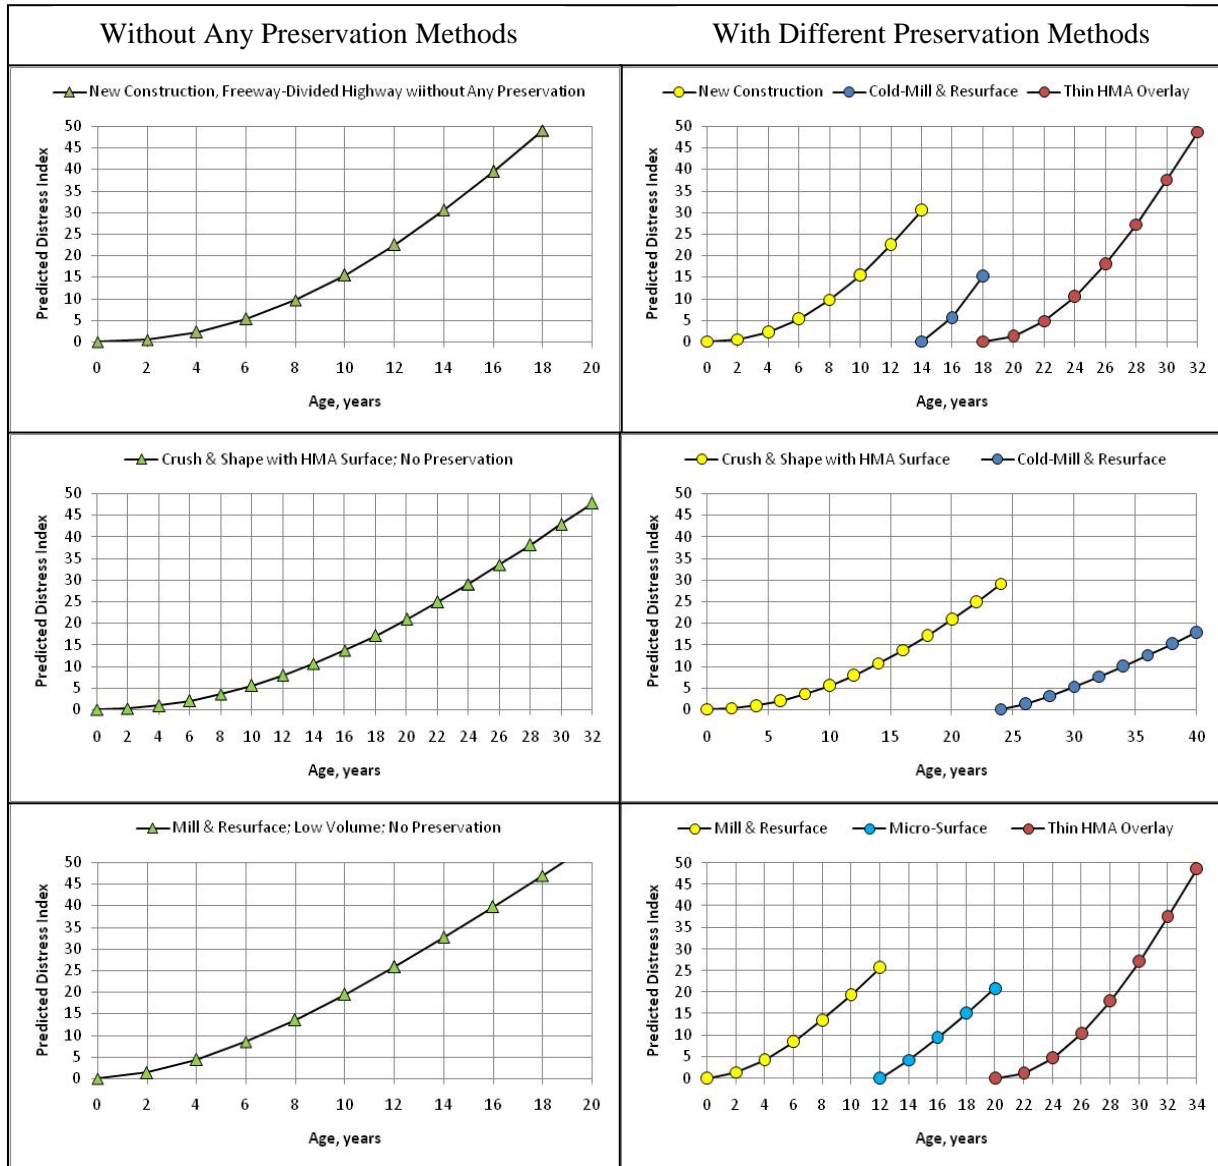 Without Any Preservation Methods
With Different Preservation Methods
New Construction, Freeway-Divided Highway wiithout Any Preservation
Predicted Distress Index
50
45
40
35
30
25
20
15
10
5
0
0 2 4 6 8 10 12 14 16 18 20
Age, years
New Construction Cold-Mill & Resurface Thin HMA Overlay
Predicted Distress Index
50
45
40
35
30
25
20
15
10
5
0
0 2 4 6 8 10 12 14 16 18 20 22 24 26 28 30 32
Age, years
Crush & Shape with HMA Surface; No Preservation
Predicted Distress Index
50
45
40
35
30
25
20
15
10
5
0
0 2 4 6 8 10 12 14 16 18 20 22 24 26 28 30 32
Age, years
Crush & Shape with HMA Surface Cold-Mill & Resurface
Predicted Distress Index
50
45
40
35
30
25
20
15
10
5
0
0 5 10 15 20 25 30 35 40
Age, years
Mill & Resurface; Low Volume; No Preservation
Predicted Distress Index
50
45
40
35
30
25
20
15
10
5
0
0 2 4 6 8 10 12 14 16 18 20
Age, years
Mill & Resurface Micro-Surface Thin HMA Overlay
Predicted Distress Index
50
45
40
35
30
25
20
15
10
5
0
0 2 4 6 8 10 12 14 16 18 20 22 24 26 28 30 32 34
Age, years